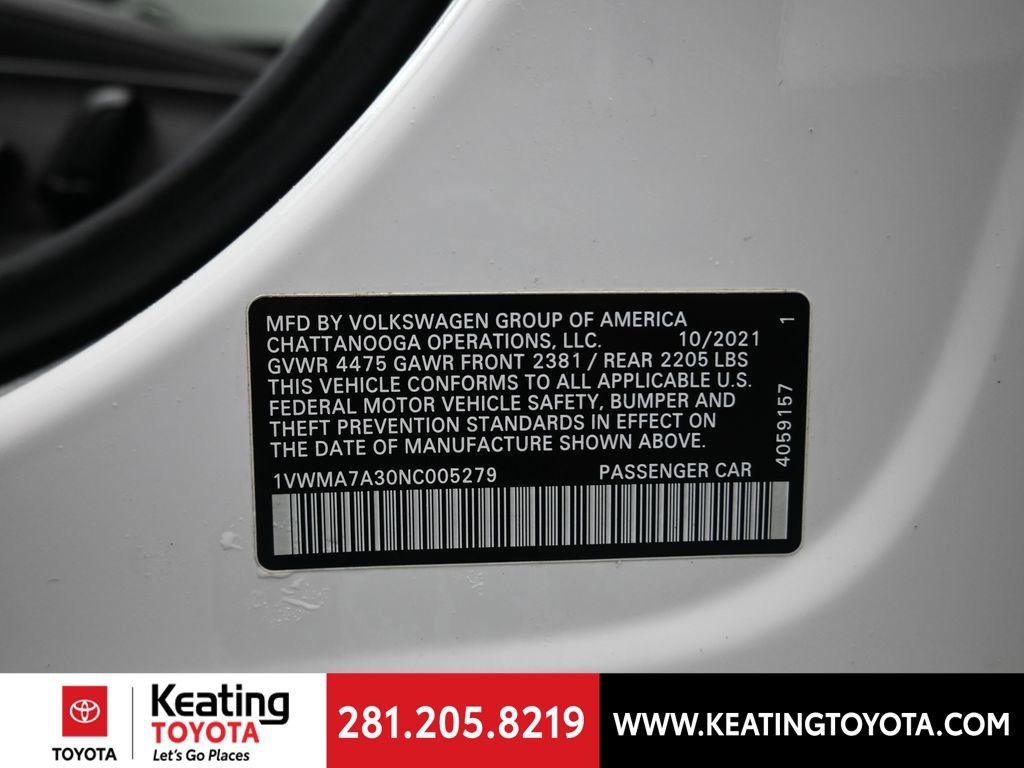 MFD BY VOLKSWAGEN GROUP OF AMERICA
CHATTANOOGA OPERATIONS, LLC. 10/2021
GVWR 4475 GAWR FRONT 2381 / REAR 2205 LBS
THIS VEHICLE CONFORMS TO ALL APPLICABLE U.S.
FEDERAL MOTOR VEHICLE SAFETY, BUMPER AND
THEFT PREVENTION STANDARDS IN EFFECT ON
THE DATE OF MANUFACTURE SHOWN ABOVE.
1VWMA7A30NC005279 PASSENGER CAR
4059157 1
TOYOTA
Keating
TOYOTA
Let's Go Places
281.205.8219
WWW.KEATINGTOYOTA.COM